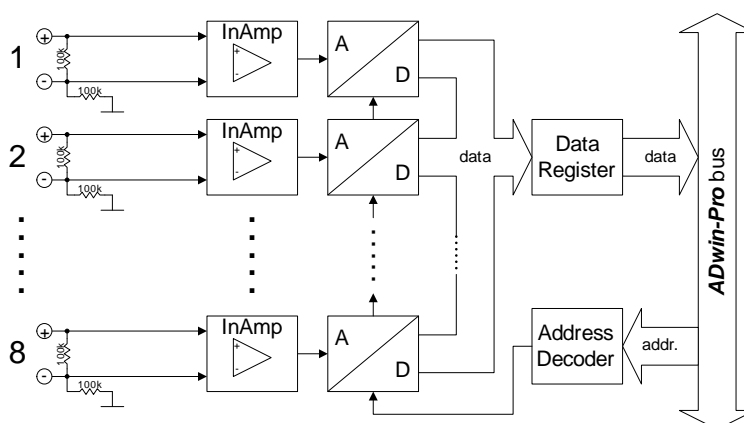 1
+
-
100k
100k
InAmp
+
-
A
D
2
+
-
100k
100k
InAmp
+
-
A
D
data
Data
Register
data
8
+
-
100k
100k
InAmp
+
-
A
D
Address
Decoder
addr.
ADwin-Pro bus